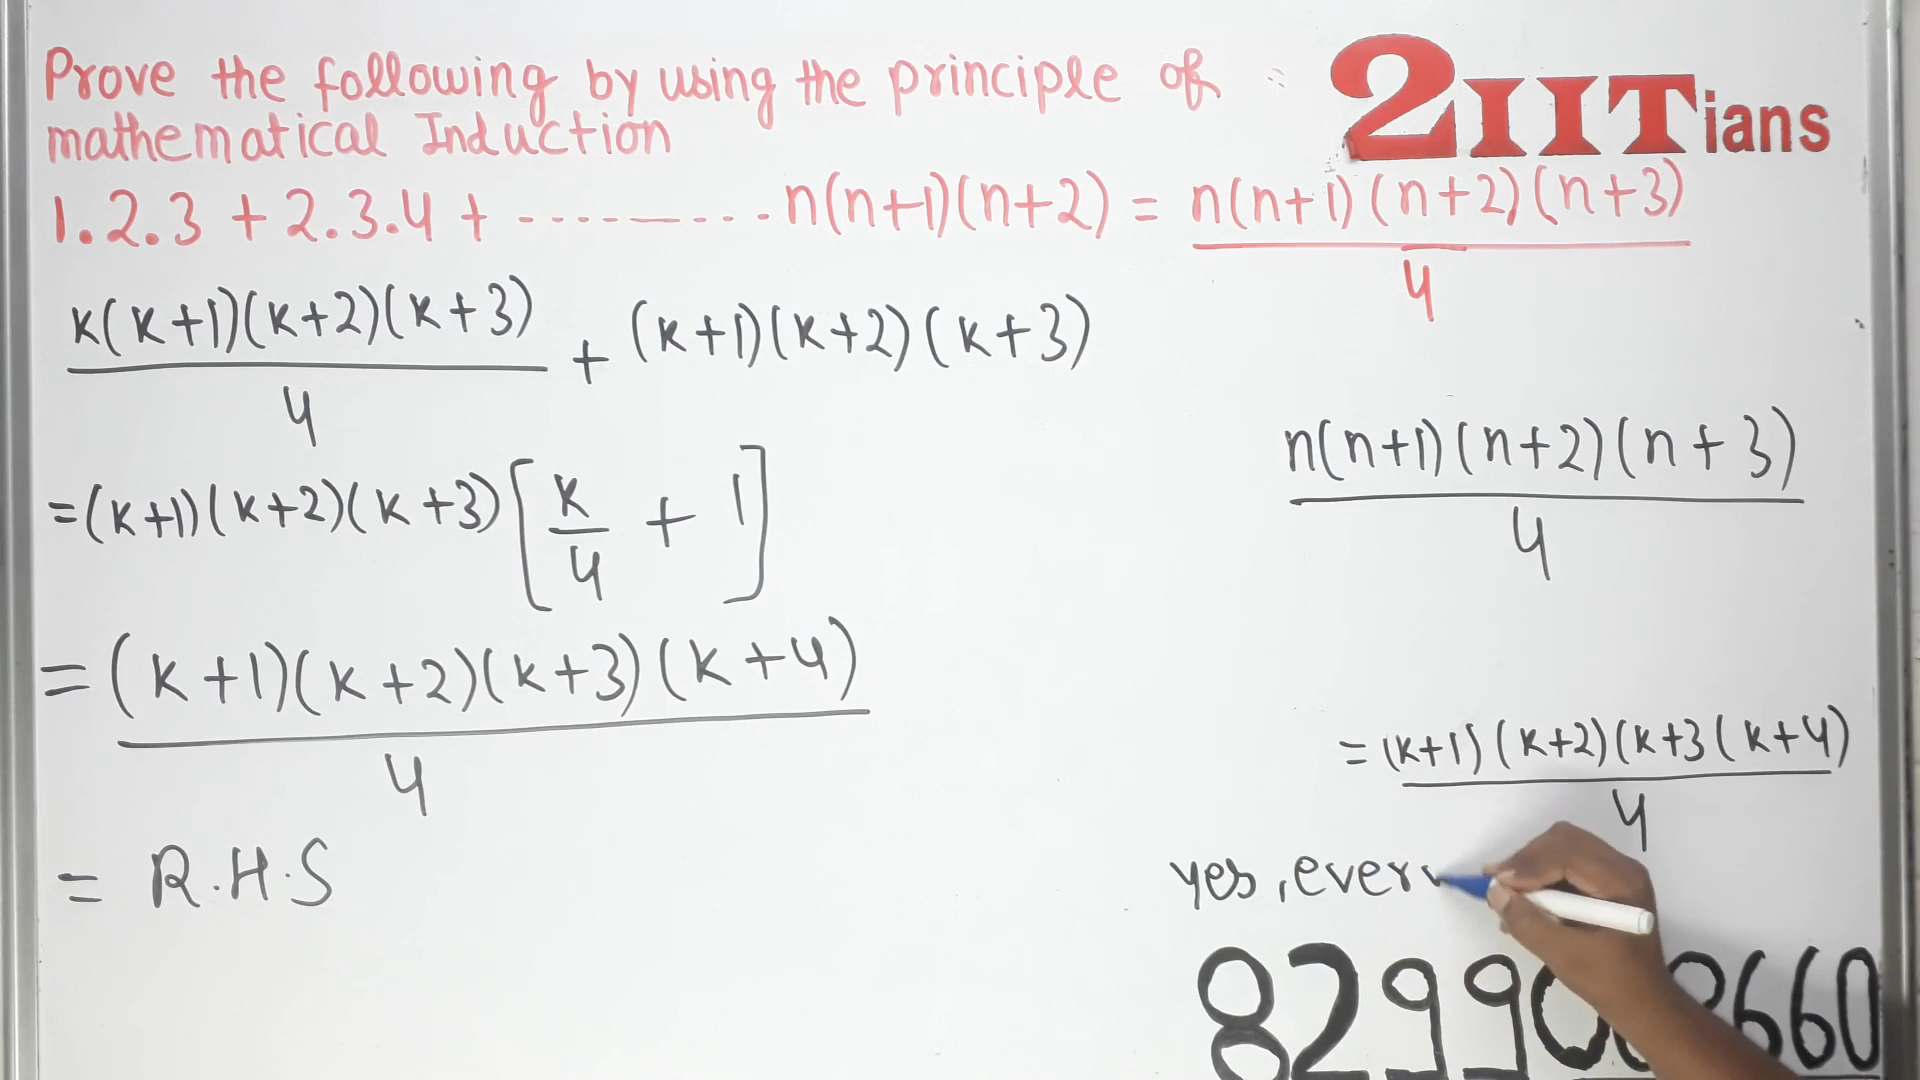 Prove the following by using the principle of
mathematical Induction
2IITians
1.2.3 + 2.3.4 + ---------- n(n+1)(n+2) = n(n+1)(n+2)(n+3)
4
k(k+1)(k+2)(k+3)
4
+ (k+1)(k+2)(k+3)
=(k+1)(k+2)(k+3)[k/4 + 1]
= (k+1)(k+2)(k+3)(k+4)
4
= R.H.S
n(n+1)(n+2)(n+3)
4
=(k+1)(k+2)(k+3(k+4)
4
yes,